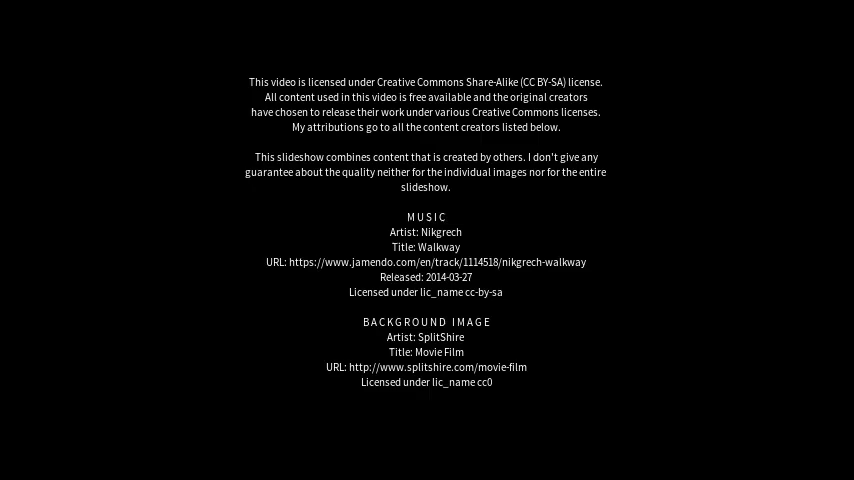 This video is licensed under Creative Commons Share-Alike (CC BY-SA) license.
All content used in this video is free available and the original creators
have chosen to release their work under various Creative Commons licenses.
My attributions go to all the content creators listed below.
This slideshow combines content that is created by others. I don't give any
guarantee about the quality neither for the individual images nor for the entire
slideshow.
MUSIC
Artist: Nikgrech
Title: Walkway
URL: https://www.jamendo.com/en/track/1114518/nikgrech-walkway
Released: 2014-03-27
Licensed under lic_name cc-by-sa
BACKGROUND IMAGE
Artist: SplitShire
Title: Movie Film
URL: http://www.splitshire.com/movie-film
Licensed under lic_name cc0